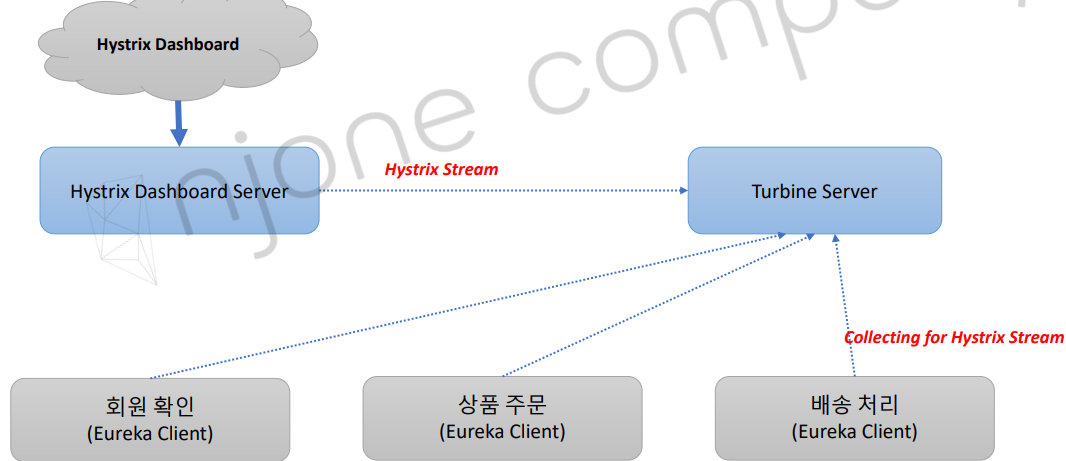 Hystrix Dashboard
Hystrix Dashboard Server
Hystrix Stream
Turbine Server
Collecting for Hystrix Stream
회원 확인
(Eureka Client)
상품 주문
(Eureka Client)
배송 처리
(Eureka Client)
njone